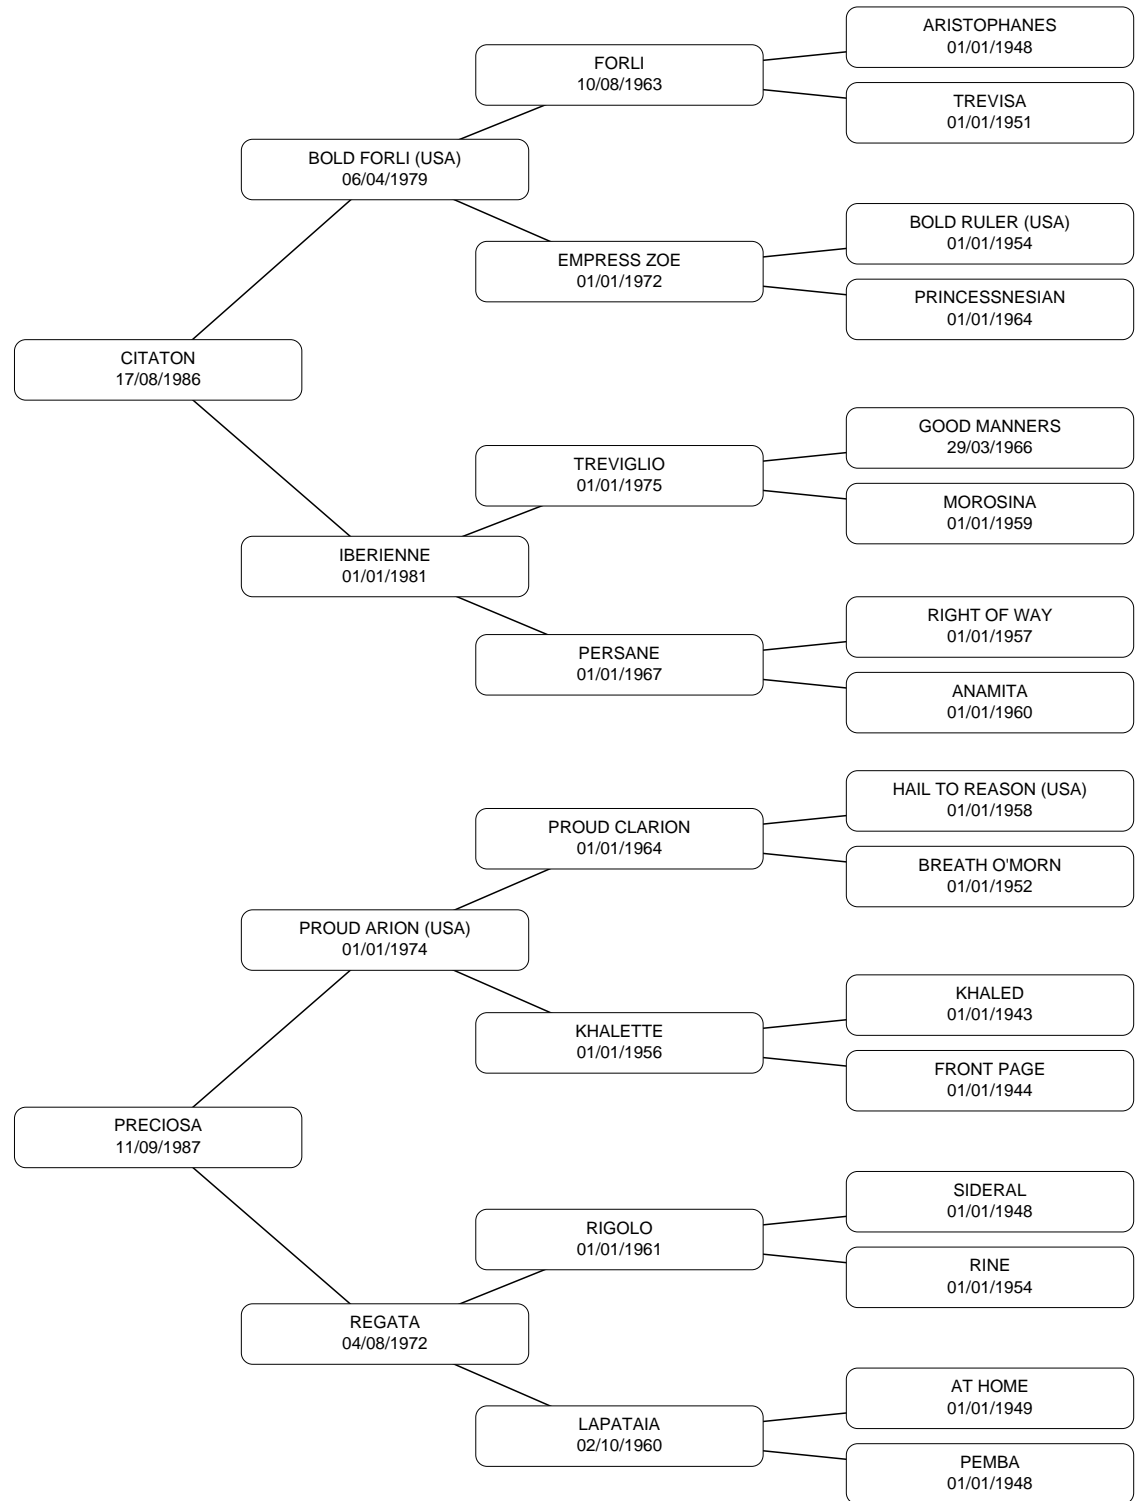 ARISTOPHANES
01/01/1948
FORLI
10/08/1963
TREVISA
01/01/1951
BOLD FORLI (USA)
06/04/1979
BOLD RULER (USA)
01/01/1954
EMPRESS ZOE
01/01/1972
PRINCESSNESIAN
01/01/1964
CITATON
17/08/1986
GOOD MANNERS
29/03/1966
TREVIGLIO
01/01/1975
MOROSINA
01/01/1959
IBERIENNE
01/01/1981
RIGHT OF WAY
01/01/1957
PERSANE
01/01/1967
ANAMITA
01/01/1960
HAIL TO REASON (USA)
01/01/1958
PROUD CLARION
01/01/1964
BREATH O'MORN
01/01/1952
PROUD ARION (USA)
01/01/1974
KHALED
01/01/1943
KHALETTE
01/01/1956
FRONT PAGE
01/01/1944
PRECIOSA
11/09/1987
SIDERAL
01/01/1948
RIGOLO
01/01/1961
RINE
01/01/1954
REGATA
04/08/1972
AT HOME
01/01/1949
LAPATAIA
02/10/1960
PEMBA
01/01/1948